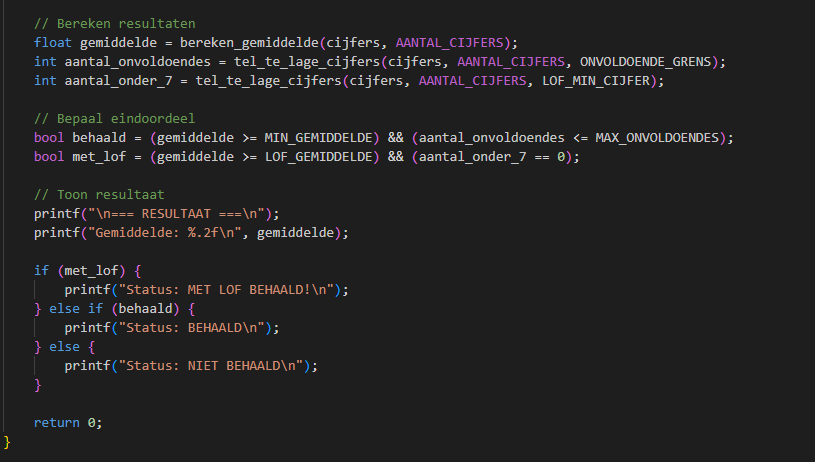 // Bereken resultaten
float gemiddelde = bereken_gemiddelde(cijfers, AANTAL_CIJFERS);
int aantal_onvoldoendes = tel_te_lage_cijfers(cijfers, AANTAL_CIJFERS, ONVOLDOENDE_GRENS);
int aantal_onder_7 = tel_te_lage_cijfers(cijfers, AANTAL_CIJFERS, LOF_MIN_CIJFER);
// Bepaal eindoordeel
bool behaald = (gemiddelde >= MIN_GEMIDDELDE) && (aantal_onvoldoendes <= MAX_ONVOLDOENDES);
bool met_lof = (gemiddelde >= LOF_GEMIDDELDE) && (aantal_onder_7 == 0);
// Toon resultaat
printf("\n=== RESULTAAT ===\n");
printf("Gemiddelde: %.2f\n", gemiddelde);
if (met_lof) {
    printf("Status: MET LOF BEHAALD!\n");
} else if (behaald) {
    printf("Status: BEHAALD\n");
} else {
    printf("Status: NIET BEHAALD\n");
}
return 0;
}